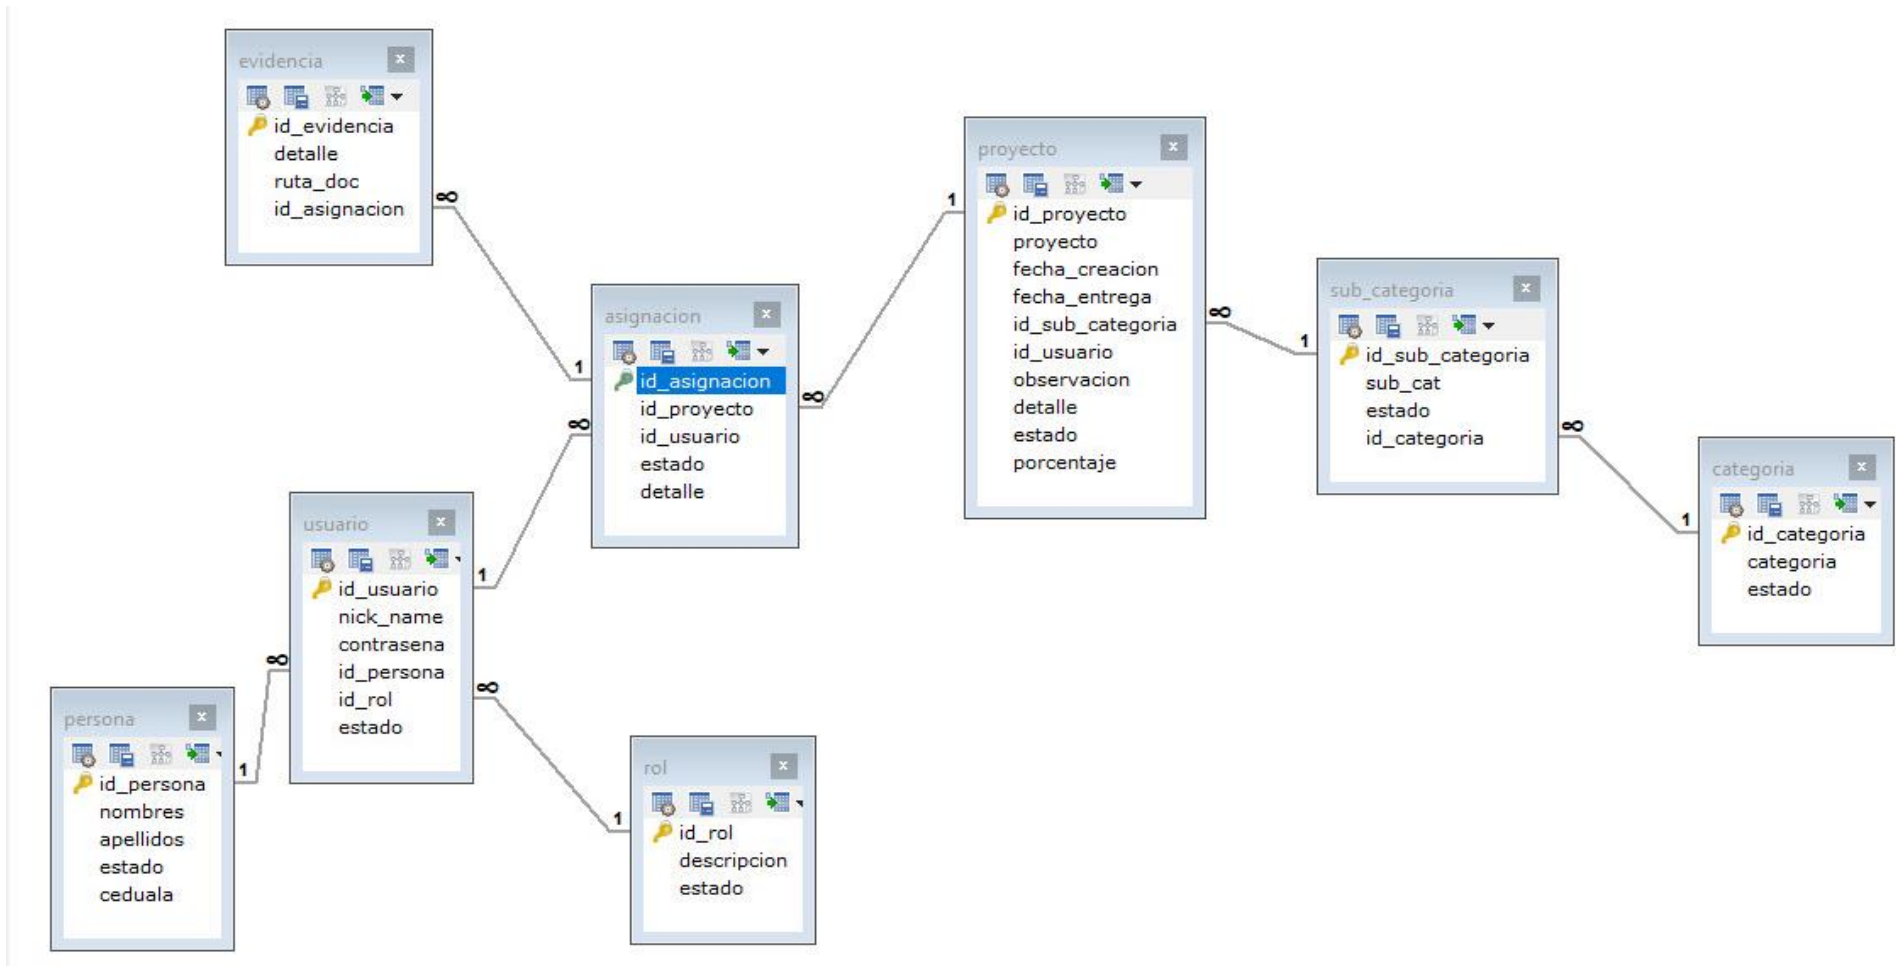 evidencia
id_evidencia
detalle
ruta_doc
id_asignacion
∞
1
asignacion
id_asignacion
id_proyecto
id_usuario
estado
detalle
∞
∞
1
proyecto
id_proyecto
proyecto
fecha_creacion
fecha_entrega
id_sub_categoria
id_usuario
observacion
detalle
estado
porcentaje
∞
1
sub_categoria
id_sub_categoria
sub_cat
estado
id_categoria
∞
1
categoria
id_categoria
categoria
estado
usuario
id_usuario
nick_name
contrasena
id_persona
id_rol
estado
1
∞
∞
1
persona
id_persona
nombres
apellidos
estado
ceduala
1
rol
id_rol
descripcion
estado